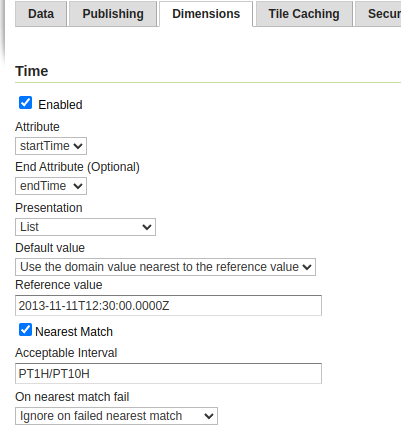 Data Publishing Dimensions Tile Caching Secur
Time
Enabled
Attribute
startTime
End Attribute (Optional)
endTime
Presentation
List
Default value
Use the domain value nearest to the reference value
Reference value
2013-11-11T12:30:00.0000Z
Nearest Match
Acceptable Interval
PT1H/PT10H
On nearest match fail
Ignore on failed nearest match